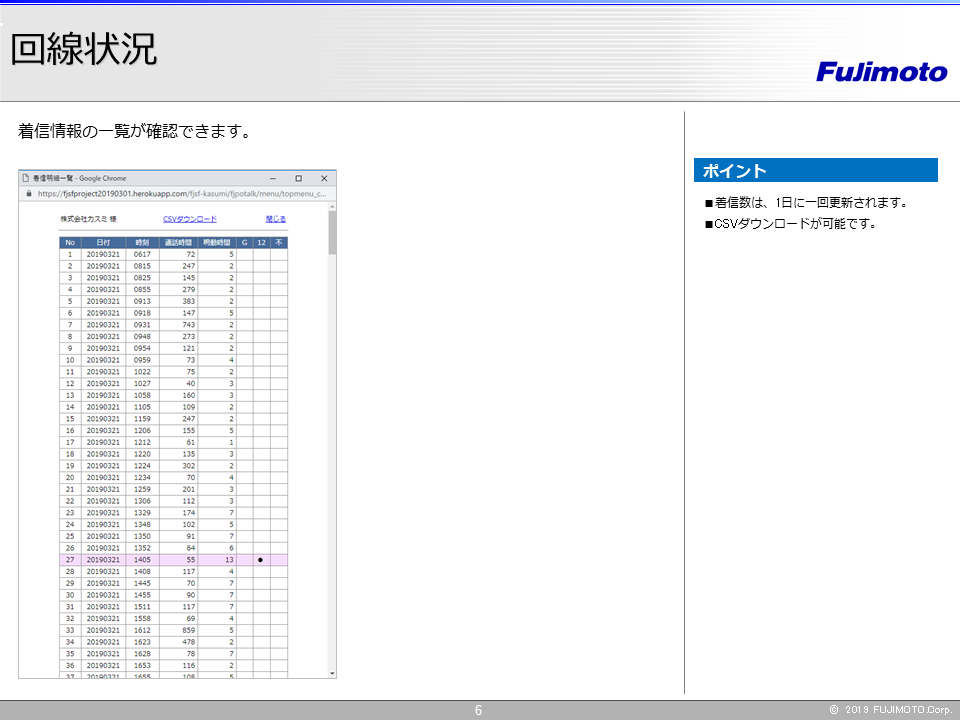 回線状況
FuJimoto
着信情報の一覧が確認できます。
着信明細一覧 - Google Chrome
https://fjsfproject20190301.herokuapp.com/fjsf-kasumi/fjpotalk/menu/topmenu_c...
株式会社カスミ 様 CSVダウンロード 閉じる
No 日付 時刻 通話時間 鳴動時間 G 12 不
1 20190321 0617 72 5
2 20190321 0815 247 2
3 20190321 0825 145 2
4 20190321 0855 279 2
5 20190321 0913 383 2
6 20190321 0918 147 5
7 20190321 0931 743 2
8 20190321 0948 273 2
9 20190321 0954 121 2
10 20190321 0959 73 4
11 20190321 1022 75 2
12 20190321 1027 40 3
13 20190321 1058 160 3
14 20190321 1105 109 2
15 20190321 1159 247 2
16 20190321 1206 155 5
17 20190321 1212 61 1
18 20190321 1220 135 3
19 20190321 1224 302 2
20 20190321 1234 70 4
21 20190321 1259 201 3
22 20190321 1306 112 3
23 20190321 1329 174 7
24 20190321 1348 102 5
25 20190321 1350 91 7
26 20190321 1352 64 6
27 20190321 1405 55 13 ●
28 20190321 1408 117 4
29 20190321 1445 70 7
30 20190321 1455 90 7
31 20190321 1511 117 7
32 20190321 1558 69 4
33 20190321 1612 859 5
34 20190321 1623 478 2
35 20190321 1628 78 7
36 20190321 1653 116 2
37 20190321 1655 108 5
ポイント
■着信数は、1日に一回更新されます。
■CSVダウンロードが可能です。
6
© 2019 FUJIMOTO.Corp.